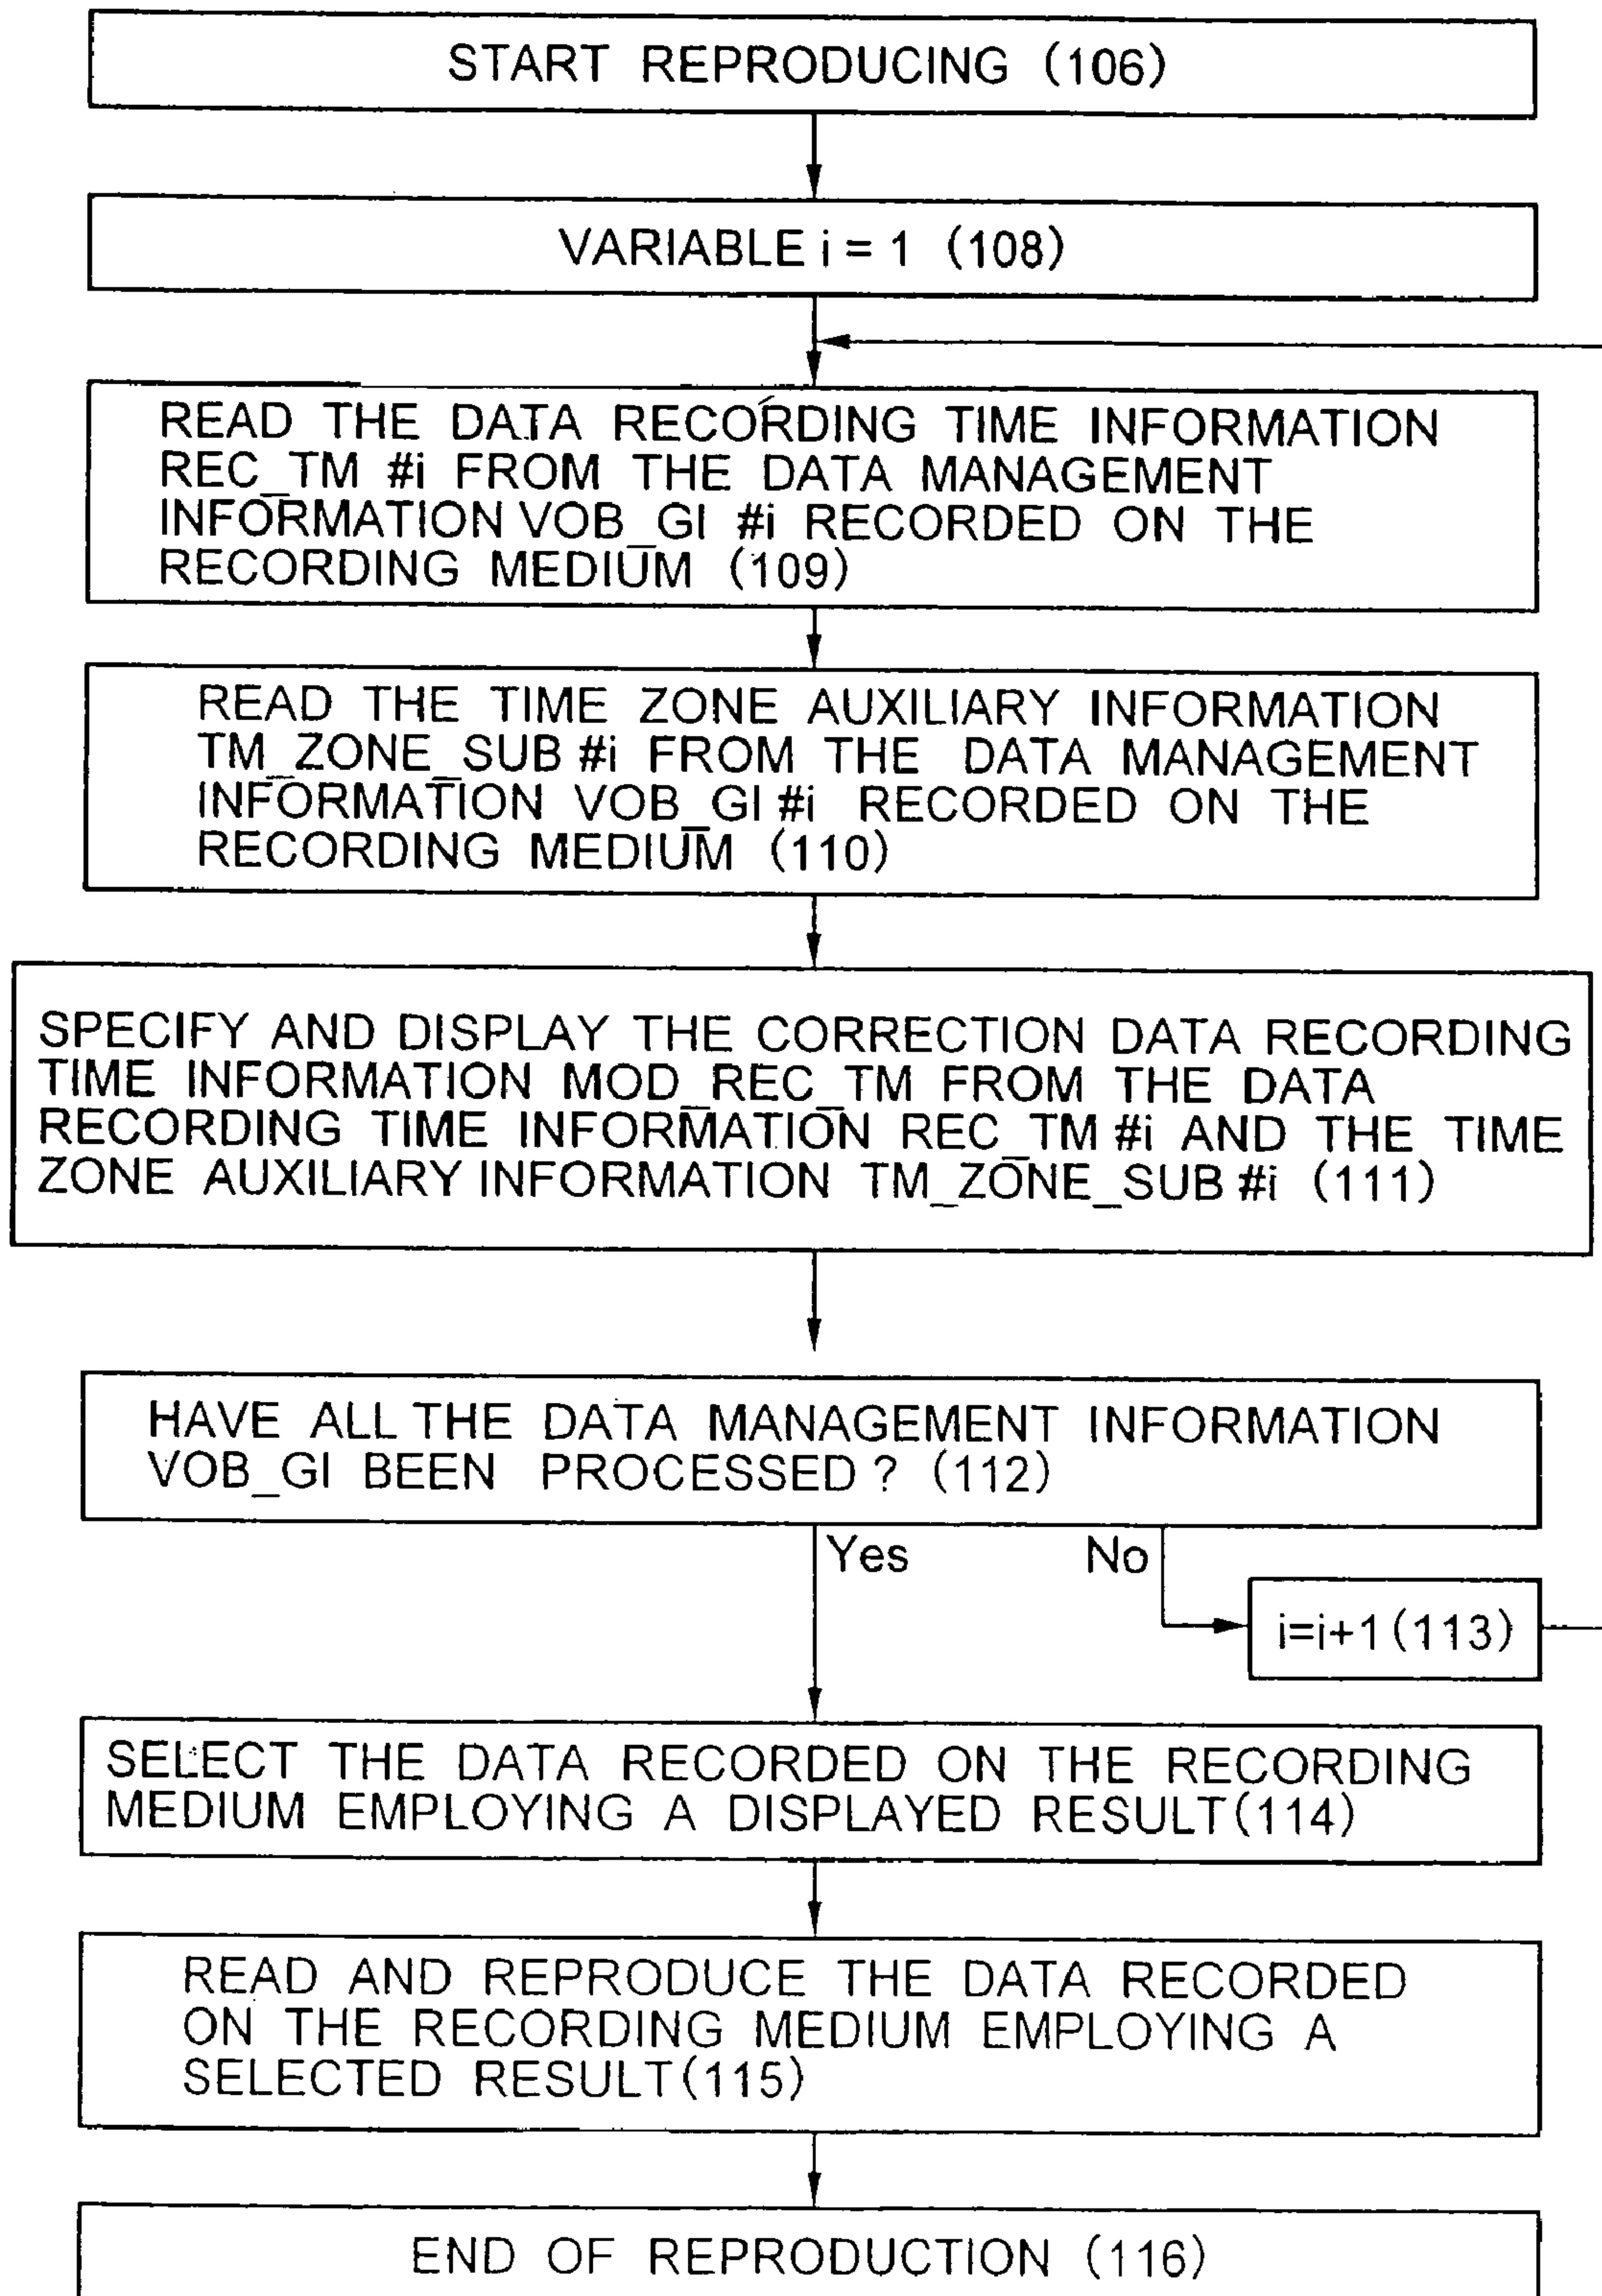 START REPRODUCING (106)
VARIABLE i = 1 (108)
READ THE DATA RECORDING TIME INFORMATION
REC_TM #i FROM THE DATA MANAGEMENT
INFORMATION VOB_GI #i RECORDED ON THE
RECORDING MEDIUM (109)
READ THE TIME ZONE AUXILIARY INFORMATION
TM_ZONE_SUB #i FROM THE DATA MANAGEMENT
INFORMATION VOB_GI #i RECORDED ON THE
RECORDING MEDIUM (110)
SPECIFY AND DISPLAY THE CORRECTION DATA RECORDING
TIME INFORMATION MOD_REC_TM FROM THE DATA
RECORDING TIME INFORMATION REC_TM #i AND THE TIME
ZONE AUXILIARY INFORMATION TM_ZONE_SUB #i (111)
HAVE ALL THE DATA MANAGEMENT INFORMATION
VOB_GI BEEN PROCESSED ? (112)
Yes No
i=i+1 (113)
SELECT THE DATA RECORDED ON THE RECORDING
MEDIUM EMPLOYING A DISPLAYED RESULT(114)
READ AND REPRODUCE THE DATA RECORDED
ON THE RECORDING MEDIUM EMPLOYING A
SELECTED RESULT(115)
END OF REPRODUCTION (116)